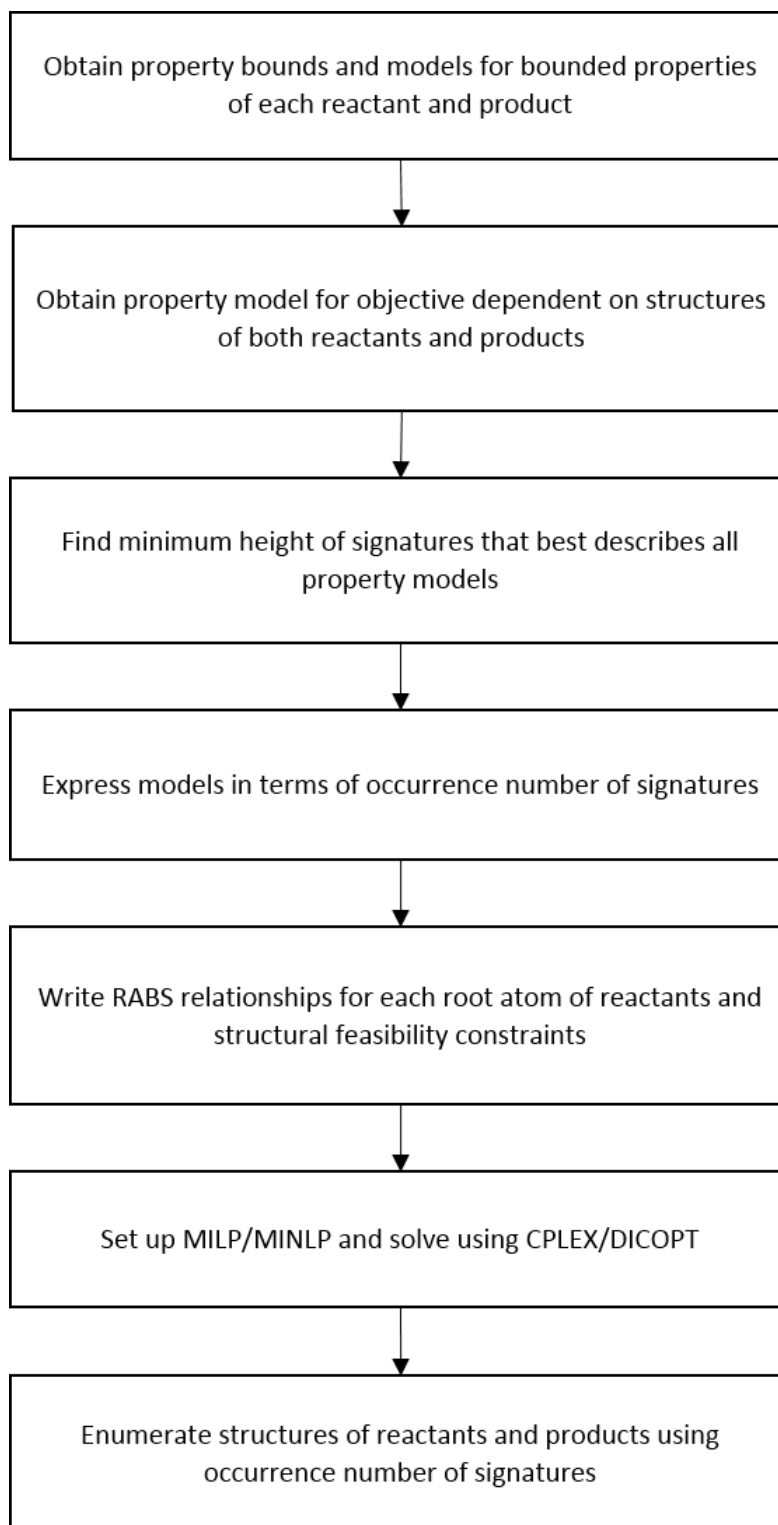 Obtain property bounds and models for bounded properties
of each reactant and product
Obtain property model for objective dependent on structures
of both reactants and products
Find minimum height of signatures that best describes all
property models
Express models in terms of occurrence number of signatures
Write RABS relationships for each root atom of reactants and
structural feasibility constraints
Set up MILP/MINLP and solve using CPLEX/DICOPT
Enumerate structures of reactants and products using
occurrence number of signatures